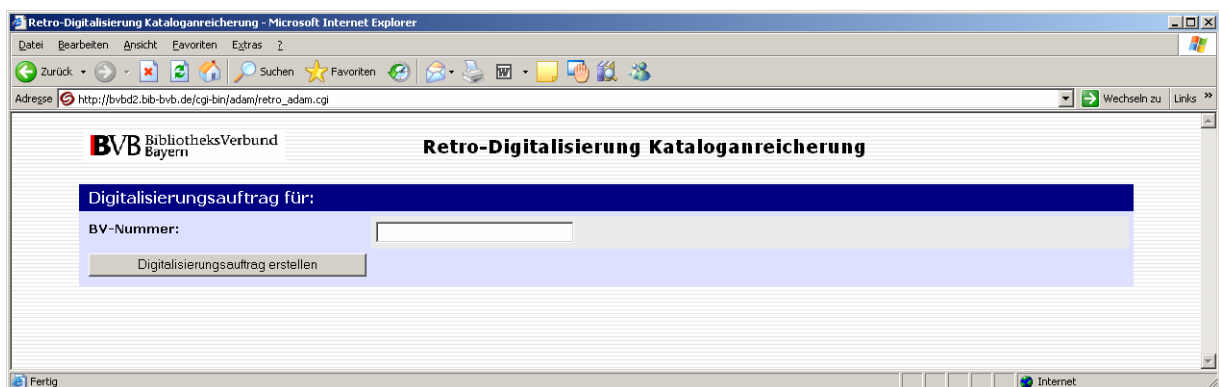 Retro-Digitalisierung Kataloganreicherung - Microsoft Internet Explorer
Datei Bearbeiten Ansicht Favoriten Extras ?
Zurück Suchen Favoriten
Adresse http://bvbd2.bib-bvb.de/cgi-bin/adam/retro_adam.cgi Wechseln zu Links »
BVB BibliotheksVerbund
Bayern
Retro-Digitalisierung Kataloganreicherung
Digitalisierungsauftrag für:
BV-Nummer:
Digitalisierungsauftrag erstellen
Fertig Internet